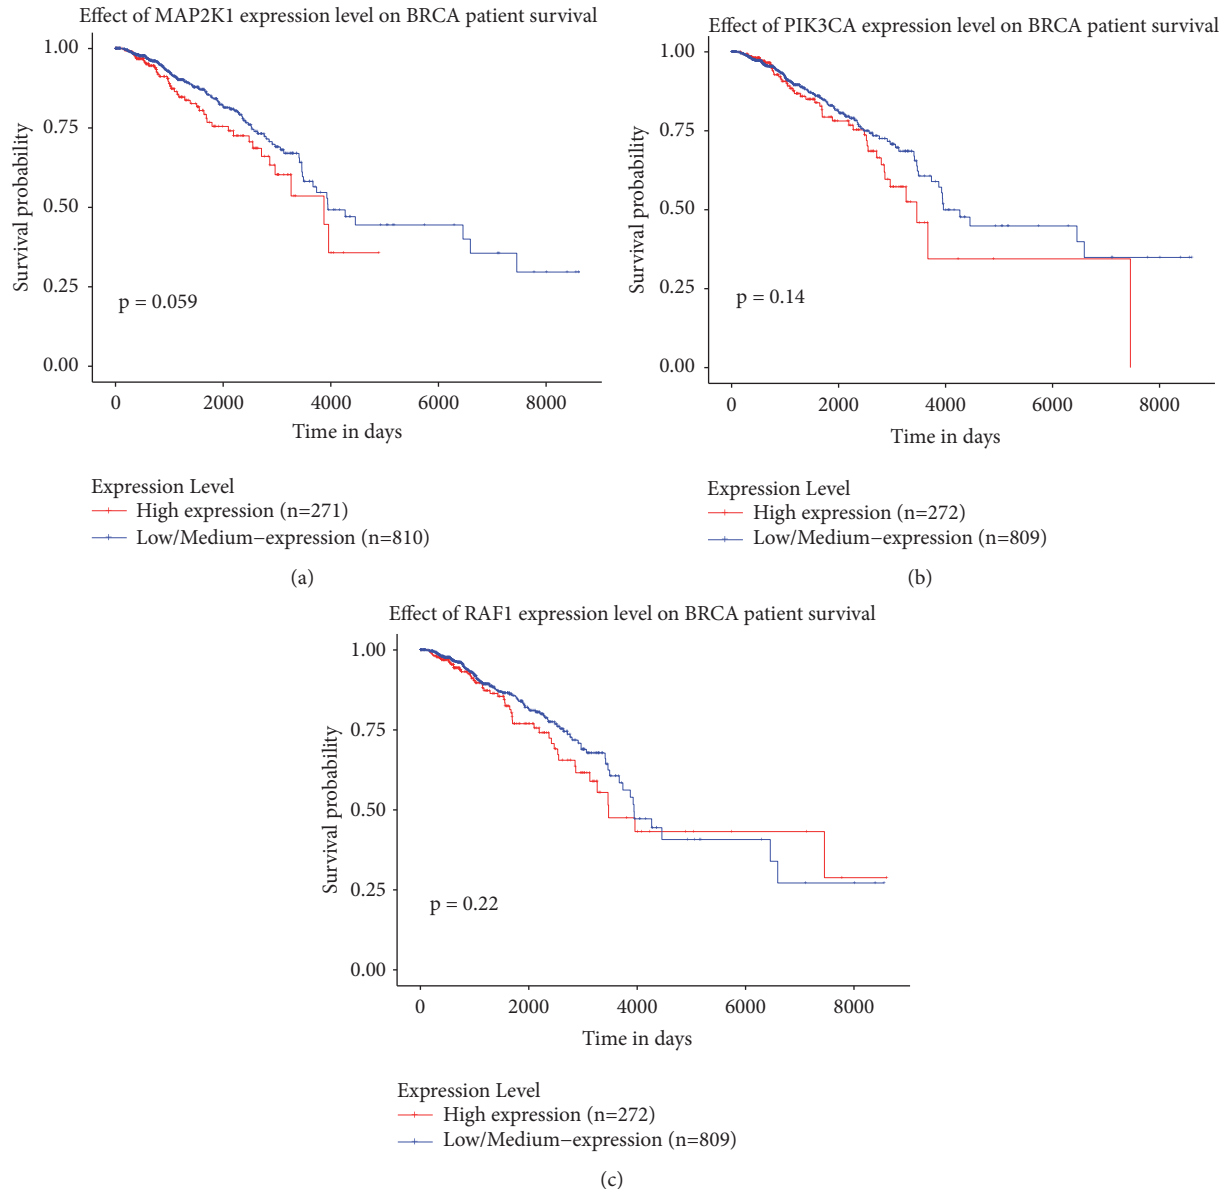 Effect of MAP2K1 expression level on BRCA patient survival
1.00
0.75
0.50
0.25
0.00
Survival probability
p = 0.059
0 2000 4000 6000 8000
Time in days
Expression Level
High expression (n=271)
Low/Medium−expression (n=810)
(a)
Effect of PIK3CA expression level on BRCA patient survival
1.00
0.75
0.50
0.25
0.00
Survival probability
p = 0.14
0 2000 4000 6000 8000
Time in days
Expression Level
High expression (n=272)
Low/Medium−expression (n=809)
(b)
Effect of RAF1 expression level on BRCA patient survival
1.00
0.75
0.50
0.25
0.00
Survival probability
p = 0.22
0 2000 4000 6000 8000
Time in days
Expression Level
High expression (n=272)
Low/Medium−expression (n=809)
(c)